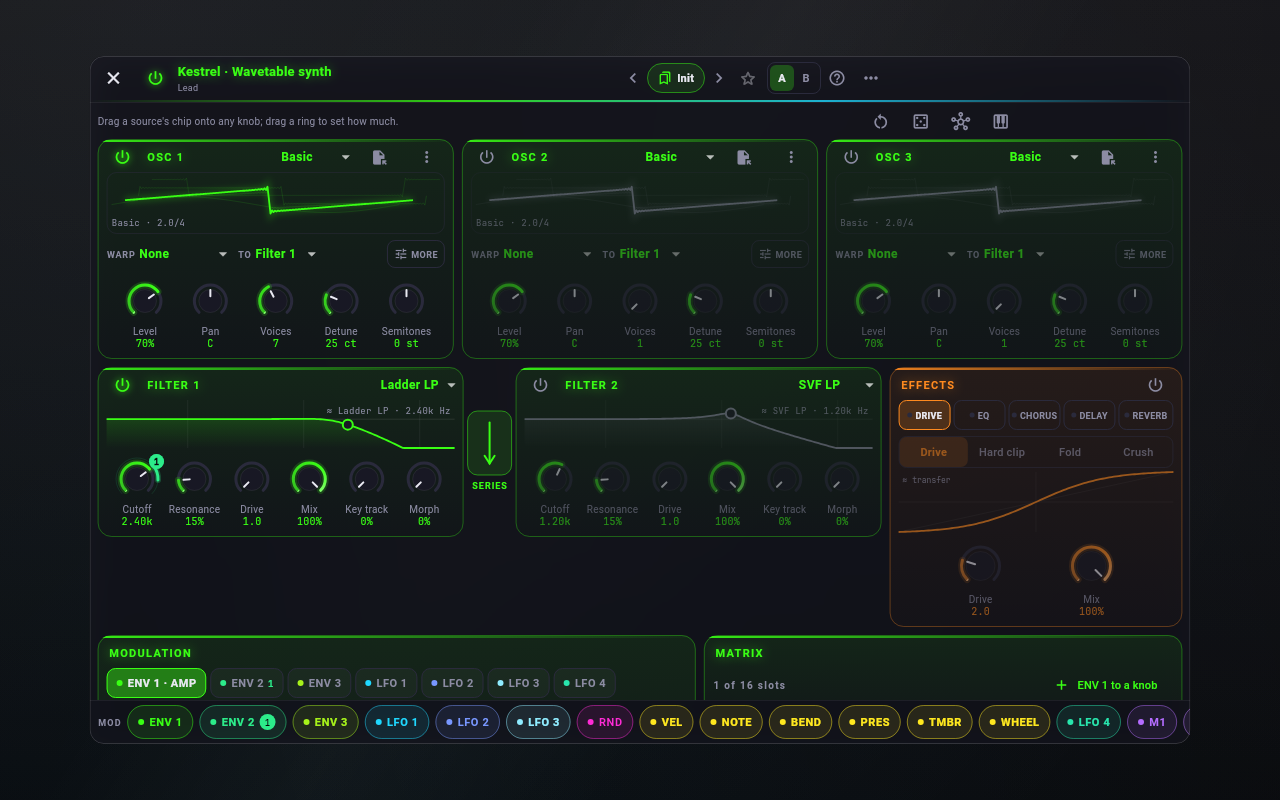 Kestrel · Wavetable synth
Lead
Init
A B
Drag a source's chip onto any knob; drag a ring to set how much.
OSC 1 Basic
Basic · 2.0/4
WARP None TO Filter 1 MORE
Level Pan Voices Detune Semitones
70% C 7 25 ct 0 st
OSC 2 Basic
Basic · 2.0/4
WARP None TO Filter 1 MORE
Level Pan Voices Detune Semitones
70% C 1 25 ct 0 st
OSC 3 Basic
Basic · 2.0/4
WARP None TO Filter 1 MORE
Level Pan Voices Detune Semitones
70% C 1 25 ct 0 st
FILTER 1 Ladder LP
≈ Ladder LP · 2.40k Hz
1
Cutoff Resonance Drive Mix Key track Morph
2.40k 15% 1.0 100% 0% 0%
SERIES
FILTER 2 SVF LP
≈ SVF LP · 1.20k Hz
Cutoff Resonance Drive Mix Key track Morph
1.20k 15% 1.0 100% 0% 0%
EFFECTS
DRIVE EQ CHORUS DELAY REVERB
Drive Hard clip Fold Crush
≈ transfer
Drive Mix
2.0 100%
MODULATION
ENV 1 · AMP ENV 2 1 ENV 3 LFO 1 LFO 2 LFO 3 LFO 4
MATRIX
1 of 16 slots + ENV 1 to a knob
MOD ENV 1 ENV 2 1 ENV 3 LFO 1 LFO 2 LFO 3 RND VEL NOTE BEND PRES TMBR WHEEL LFO 4 M1